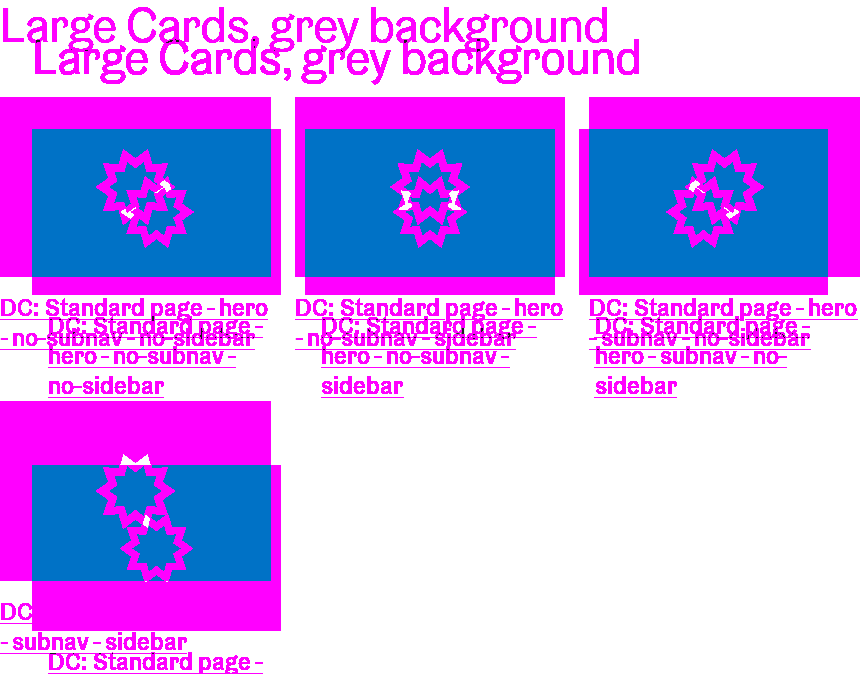 Large Cards, grey background
Large Cards, grey background
DC: Standard page - hero
- no-subnav - no-sidebar
DC: Standard page -
hero - no-subnav -
no-sidebar
DC: Standard page - hero
- no-subnav - sidebar
DC: Standard page -
hero - no-subnav -
sidebar
DC: Standard page - hero
- subnav - no-sidebar
DC: Standard page -
hero - subnav - no-
sidebar
DC
- subnav - sidebar
DC: Standard page -